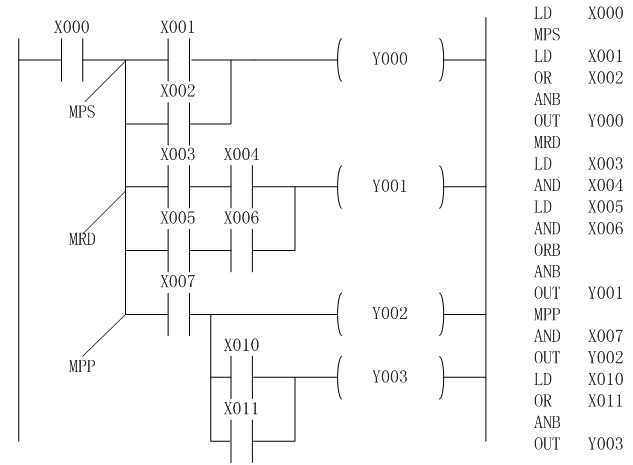 X000 X001
Y000
MPS
X002
X003 X004
Y001
MRD
X005 X006
X007
Y002
MPP
X010
Y003
X011
LD X000
MPS
LD X001
OR X002
ANB
OUT Y000
MRD
LD X003
AND X004
LD X005
AND X006
ORB
ANB
OUT Y001
MPP
AND X007
OUT Y002
LD X010
OR X011
ANB
OUT Y003